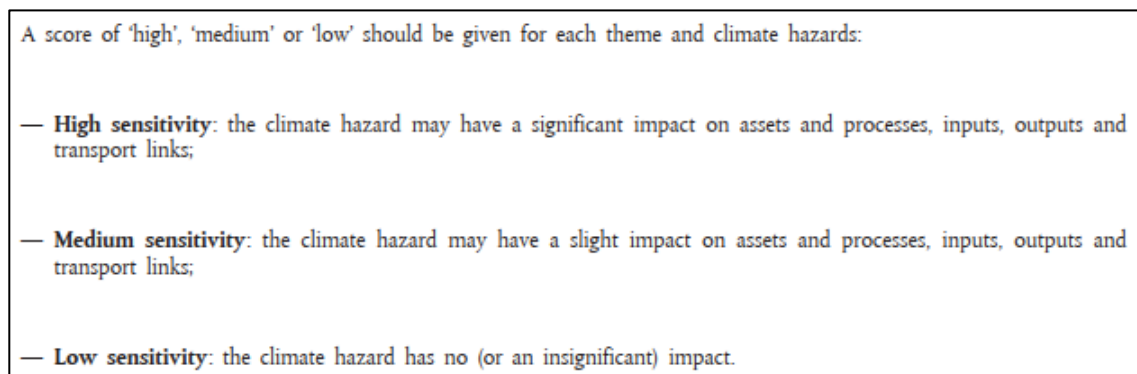 A score of ‘high’, ‘medium’ or ‘low’ should be given for each theme and climate hazards:
— High sensitivity: the climate hazard may have a significant impact on assets and processes, inputs, outputs and
transport links;
— Medium sensitivity: the climate hazard may have a slight impact on assets and processes, inputs, outputs and
transport links;
— Low sensitivity: the climate hazard has no (or an insignificant) impact.